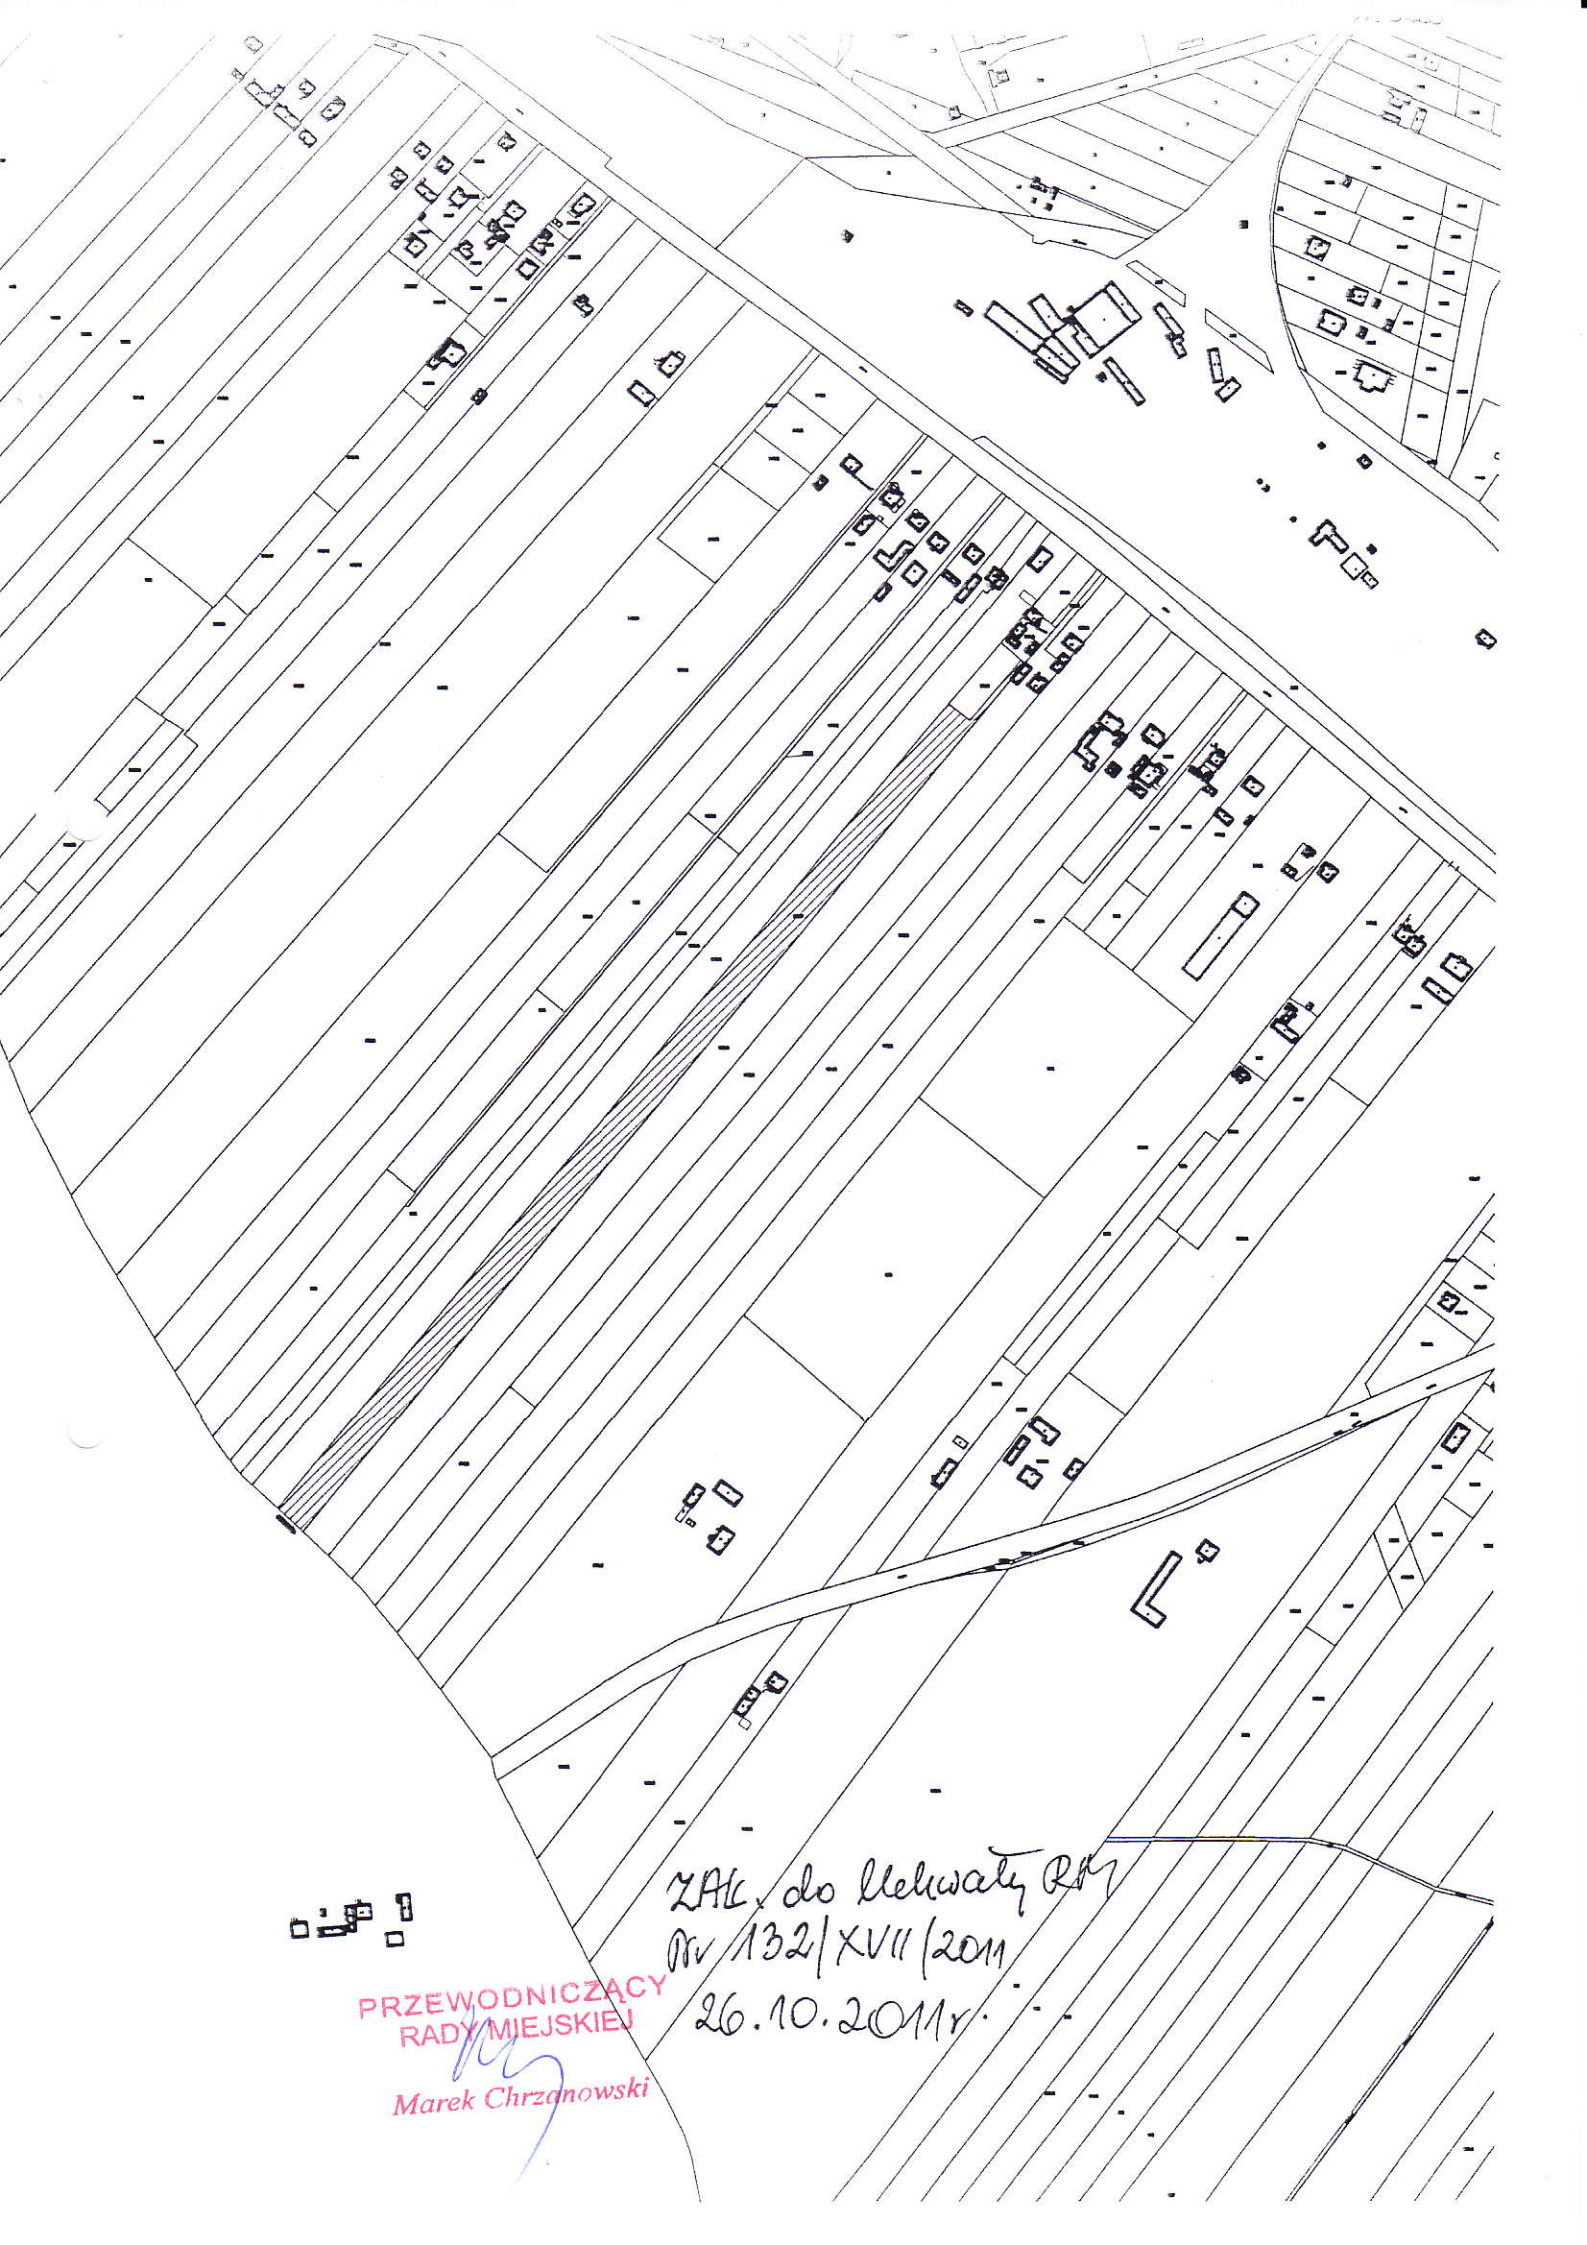 ZAŁ. do Uchwały RM
Nr 132/XVII/2011
26.10.2011r.
PRZEWODNICZĄCY
RADY MIEJSKIEJ
Marek Chrzanowski